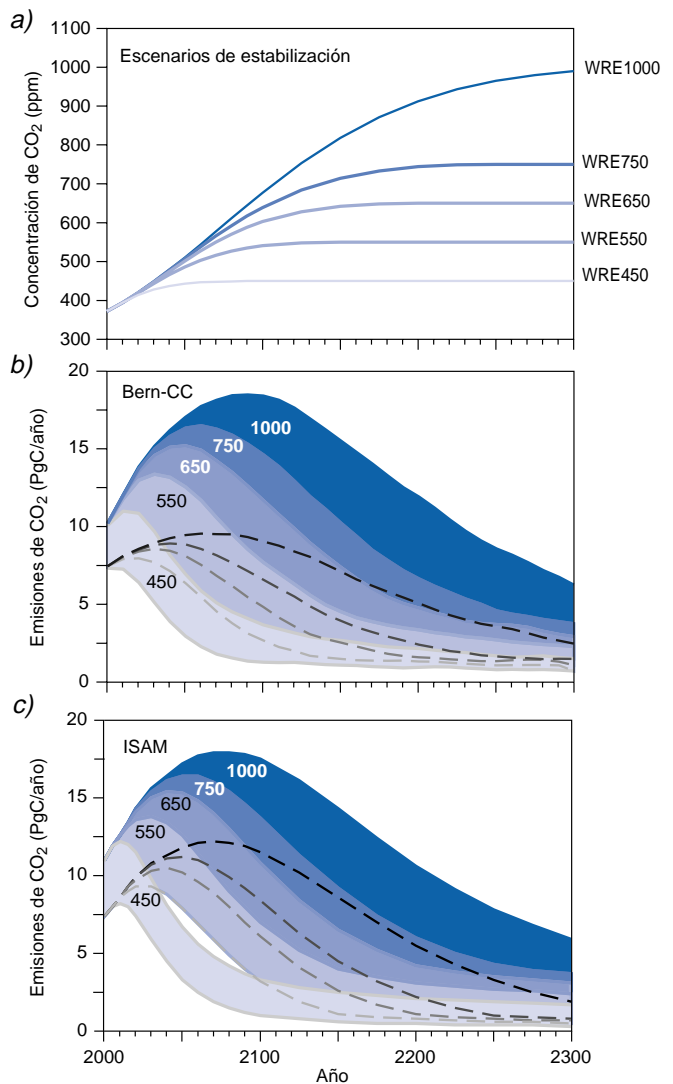 a)
Escenarios de estabilización
Concentración de CO2 (ppm)
1100
1000
900
800
700
600
500
400
300
WRE1000
WRE750
WRE650
WRE550
WRE450
b)
Bern-CC
Emisiones de CO2 (PgC/año)
20
15
10
5
0
1000
750
650
550
450
c)
ISAM
Emisiones de CO2 (PgC/año)
20
15
10
5
0
1000
750
650
550
450
2000 2100 2200 2300
Año